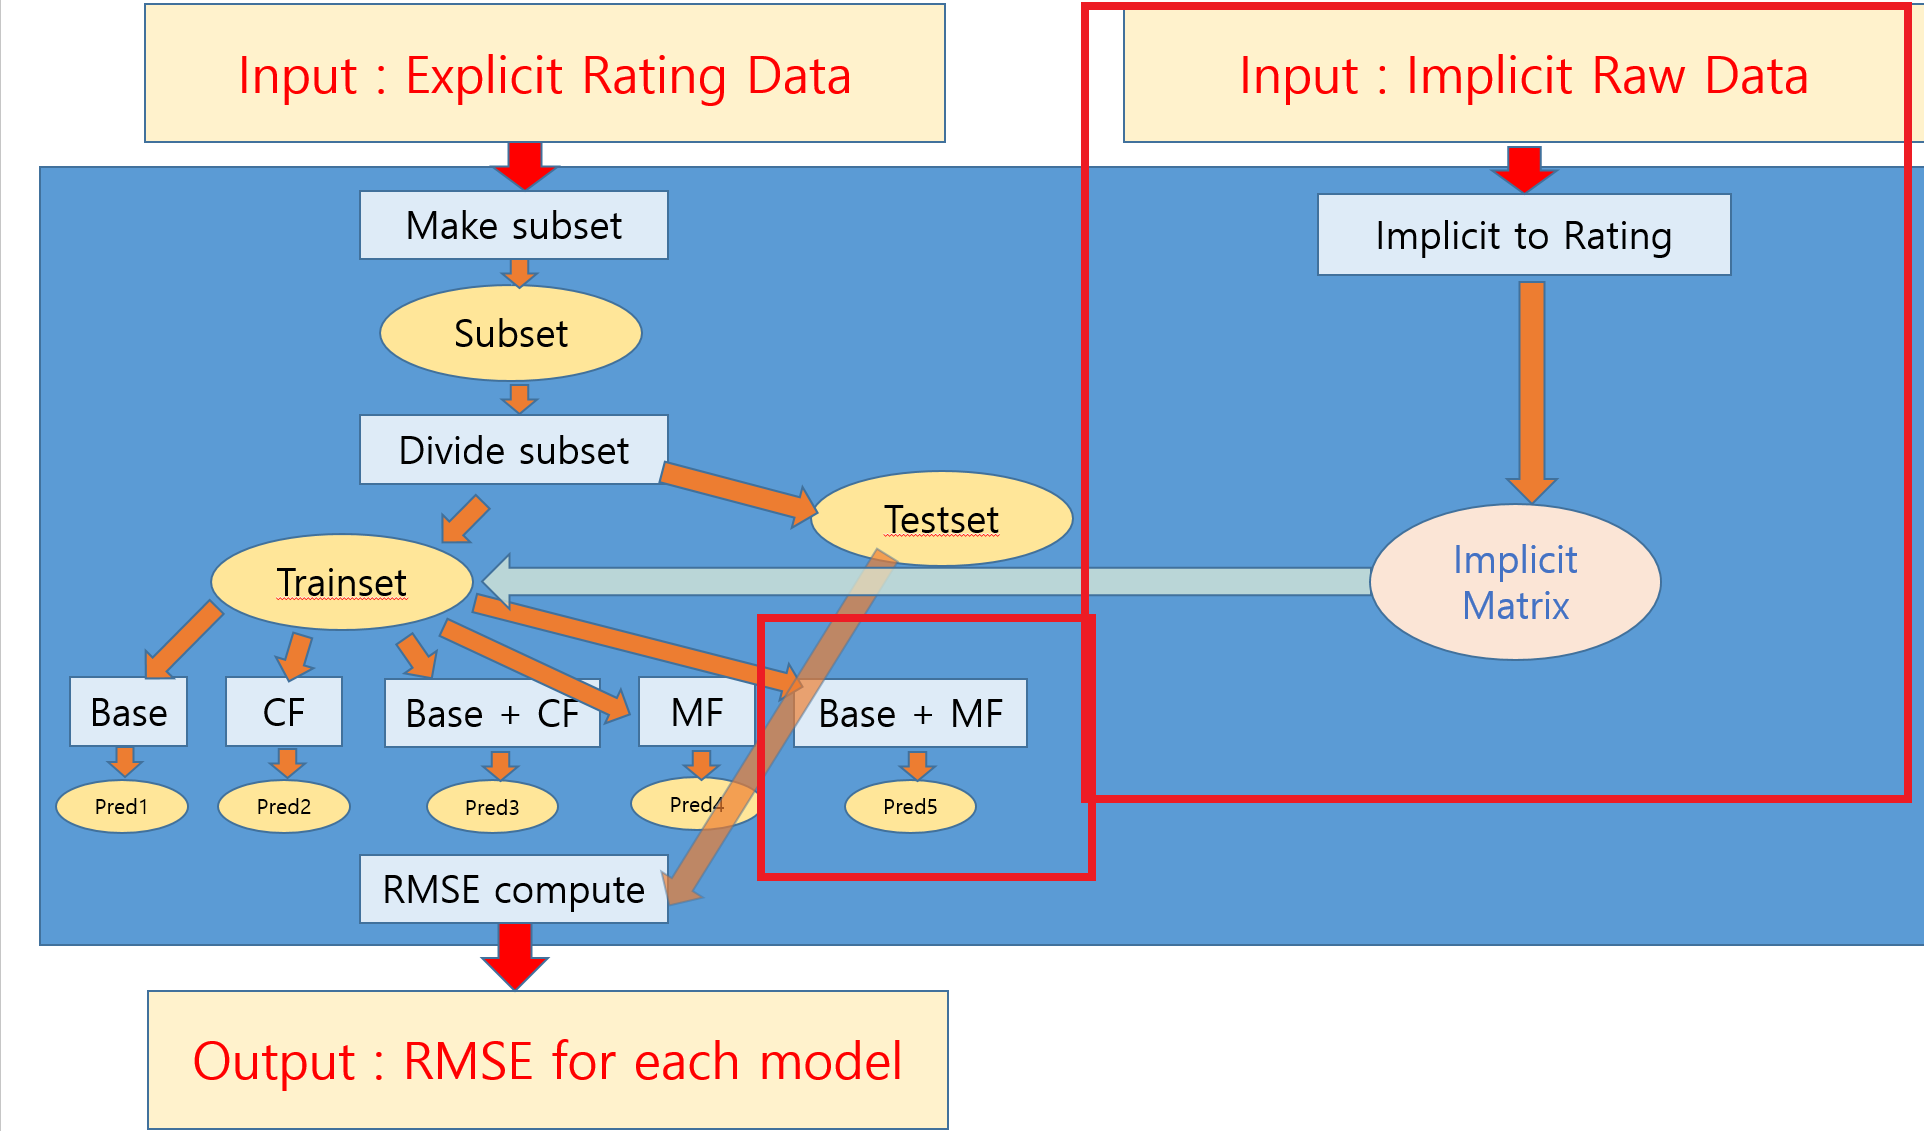 Input : Explicit Rating Data
Input : Implicit Raw Data
Make subset
Implicit to Rating
Subset
Divide subset
Testset
Trainset
Implicit
Matrix
Base
CF
Base + CF
MF
Base + MF
Pred1
Pred2
Pred3
Pred4
Pred5
RMSE compute
Output : RMSE for each model